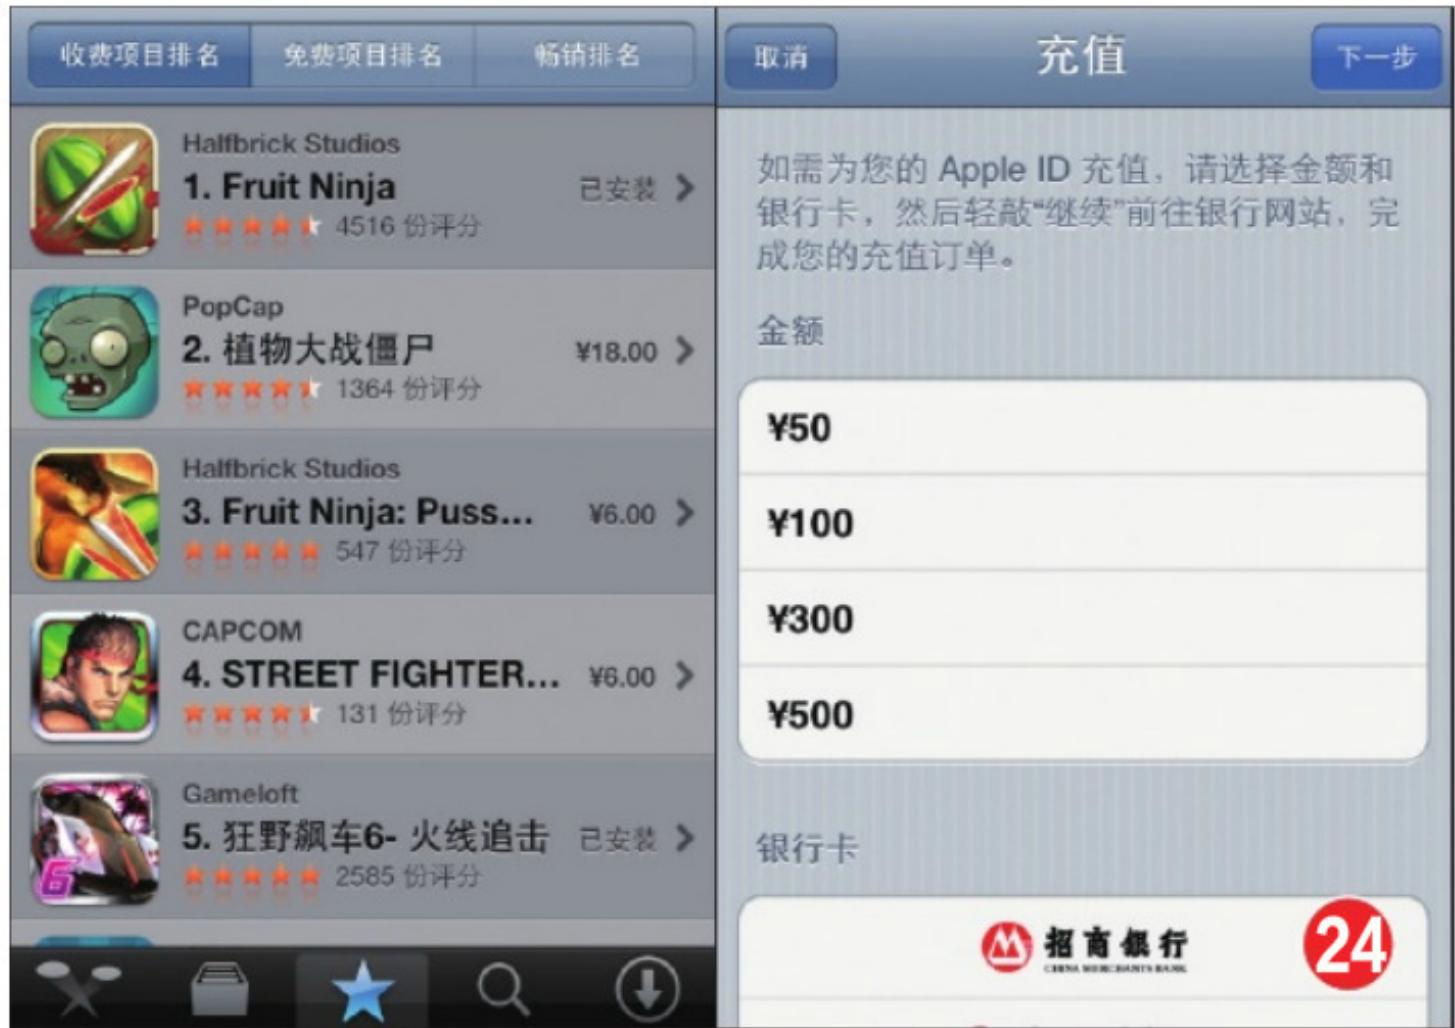 收费项目排名
免费项目排名
畅销排名
Halfbrick Studios
1. Fruit Ninja
已安装
4516 份评分
PopCap
2. 植物大战僵尸
¥18.00
1364 份评分
Halfbrick Studios
3. Fruit Ninja: Puss...
¥6.00
547 份评分
CAPCOM
4. STREET FIGHTER...
¥6.00
131 份评分
Gameloft
5. 狂野飙车6- 火线追击
已安装
2585 份评分
6
取消
充值
下一步
如需为您的 Apple ID 充值，请选择金额和
银行卡，然后轻敲“继续”前往银行网站，完
成您的充值订单。
金额
¥50
¥100
¥300
¥500
银行卡
招商银行
CHINA MERCHANTS BANK
24